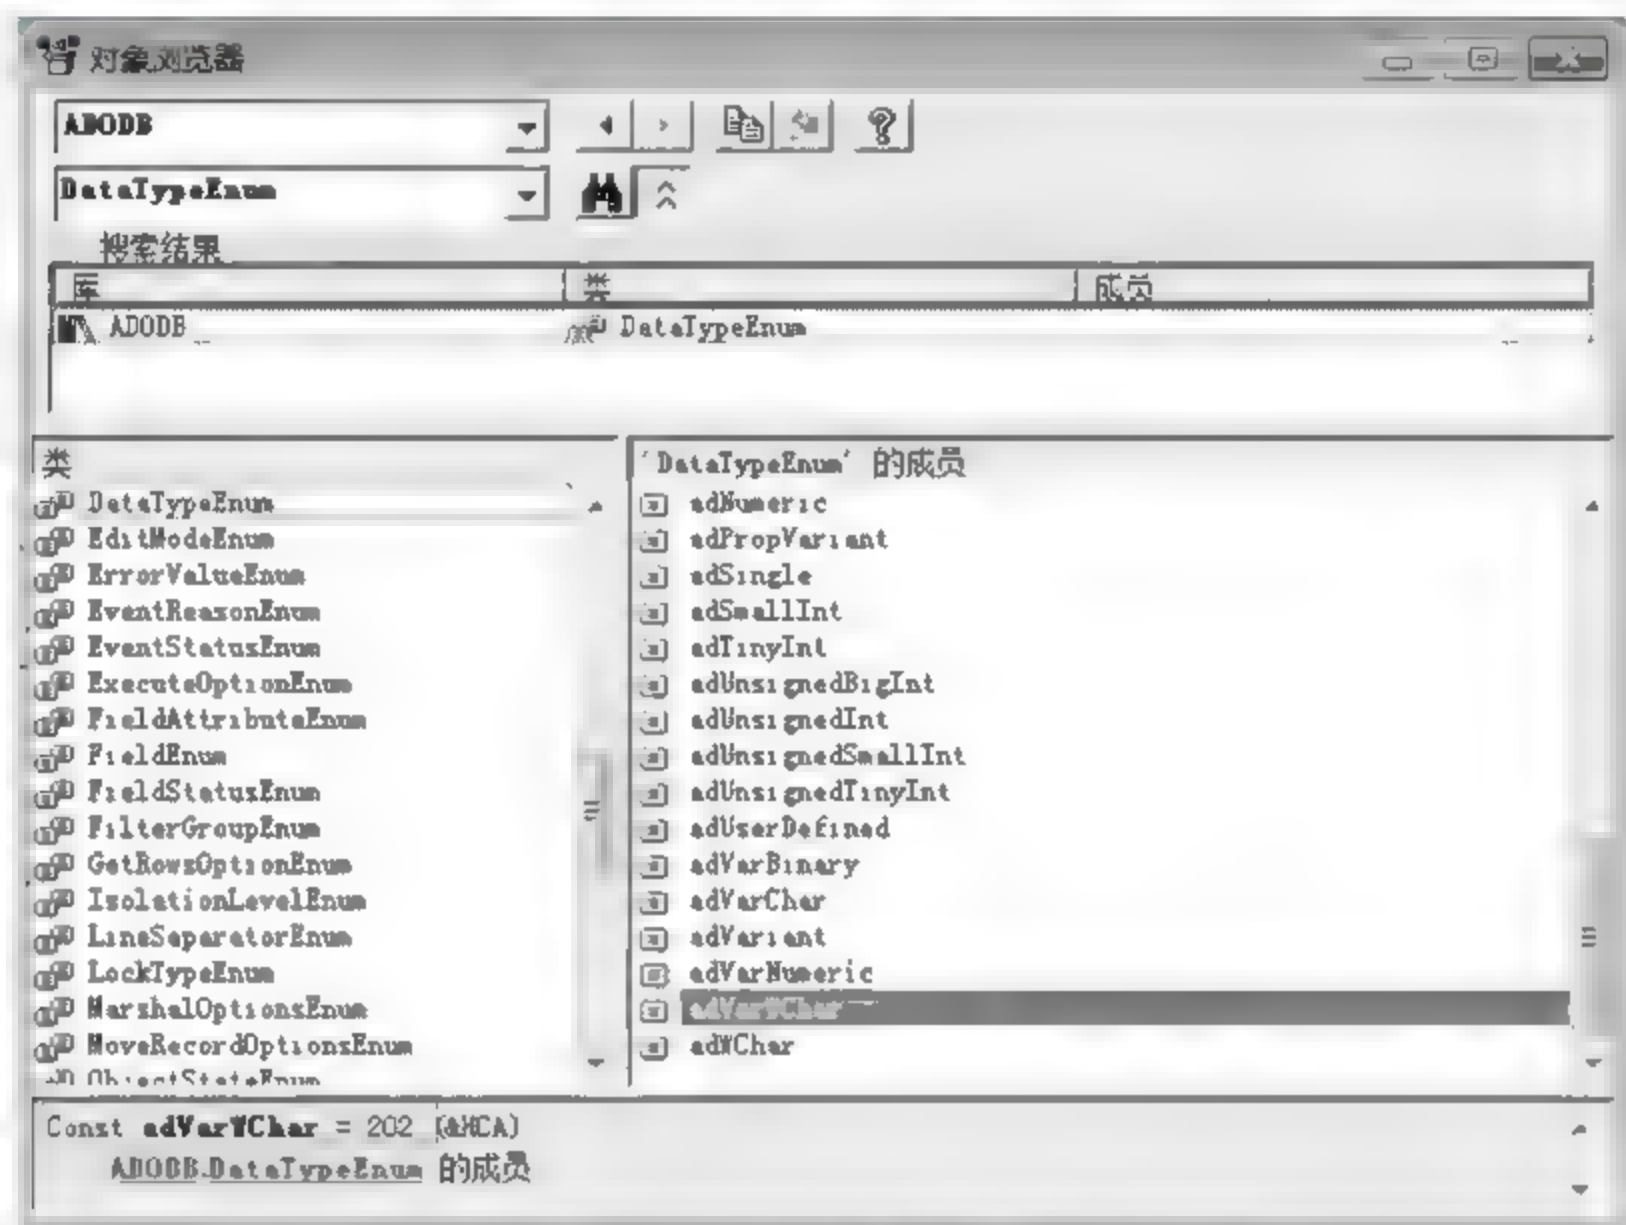 对象浏览器
ADODB
DataTypeEnum
搜索结果
库 类 成员
ADODB DataTypeEnum
类
DataTypeEnum
EditModeEnum
ErrorValueEnum
EventReasonEnum
EventStatusEnum
ExecuteOptionEnum
FieldAttributeEnum
FieldEnum
FieldStatusEnum
FilterGroupEnum
GetRowsOptionEnum
IsolationLevelEnum
LineSeparatorEnum
LockTypeEnum
MarshalOptionsEnum
MoveRecordOptionsEnum
ObjectStateEnum
'DataTypeEnum' 的成员
adNumeric
adPropVariant
adSingle
adSmallInt
adTinyInt
adUnsignedBigInt
adUnsignedInt
adUnsignedSmallInt
adUnsignedTinyInt
adUserDefined
adVarBinary
adVarChar
adVariant
adVarNumeric
adVarWChar
adWChar
Const adVarWChar = 202 (&HCA)
ADODB.DataTypeEnum 的成员